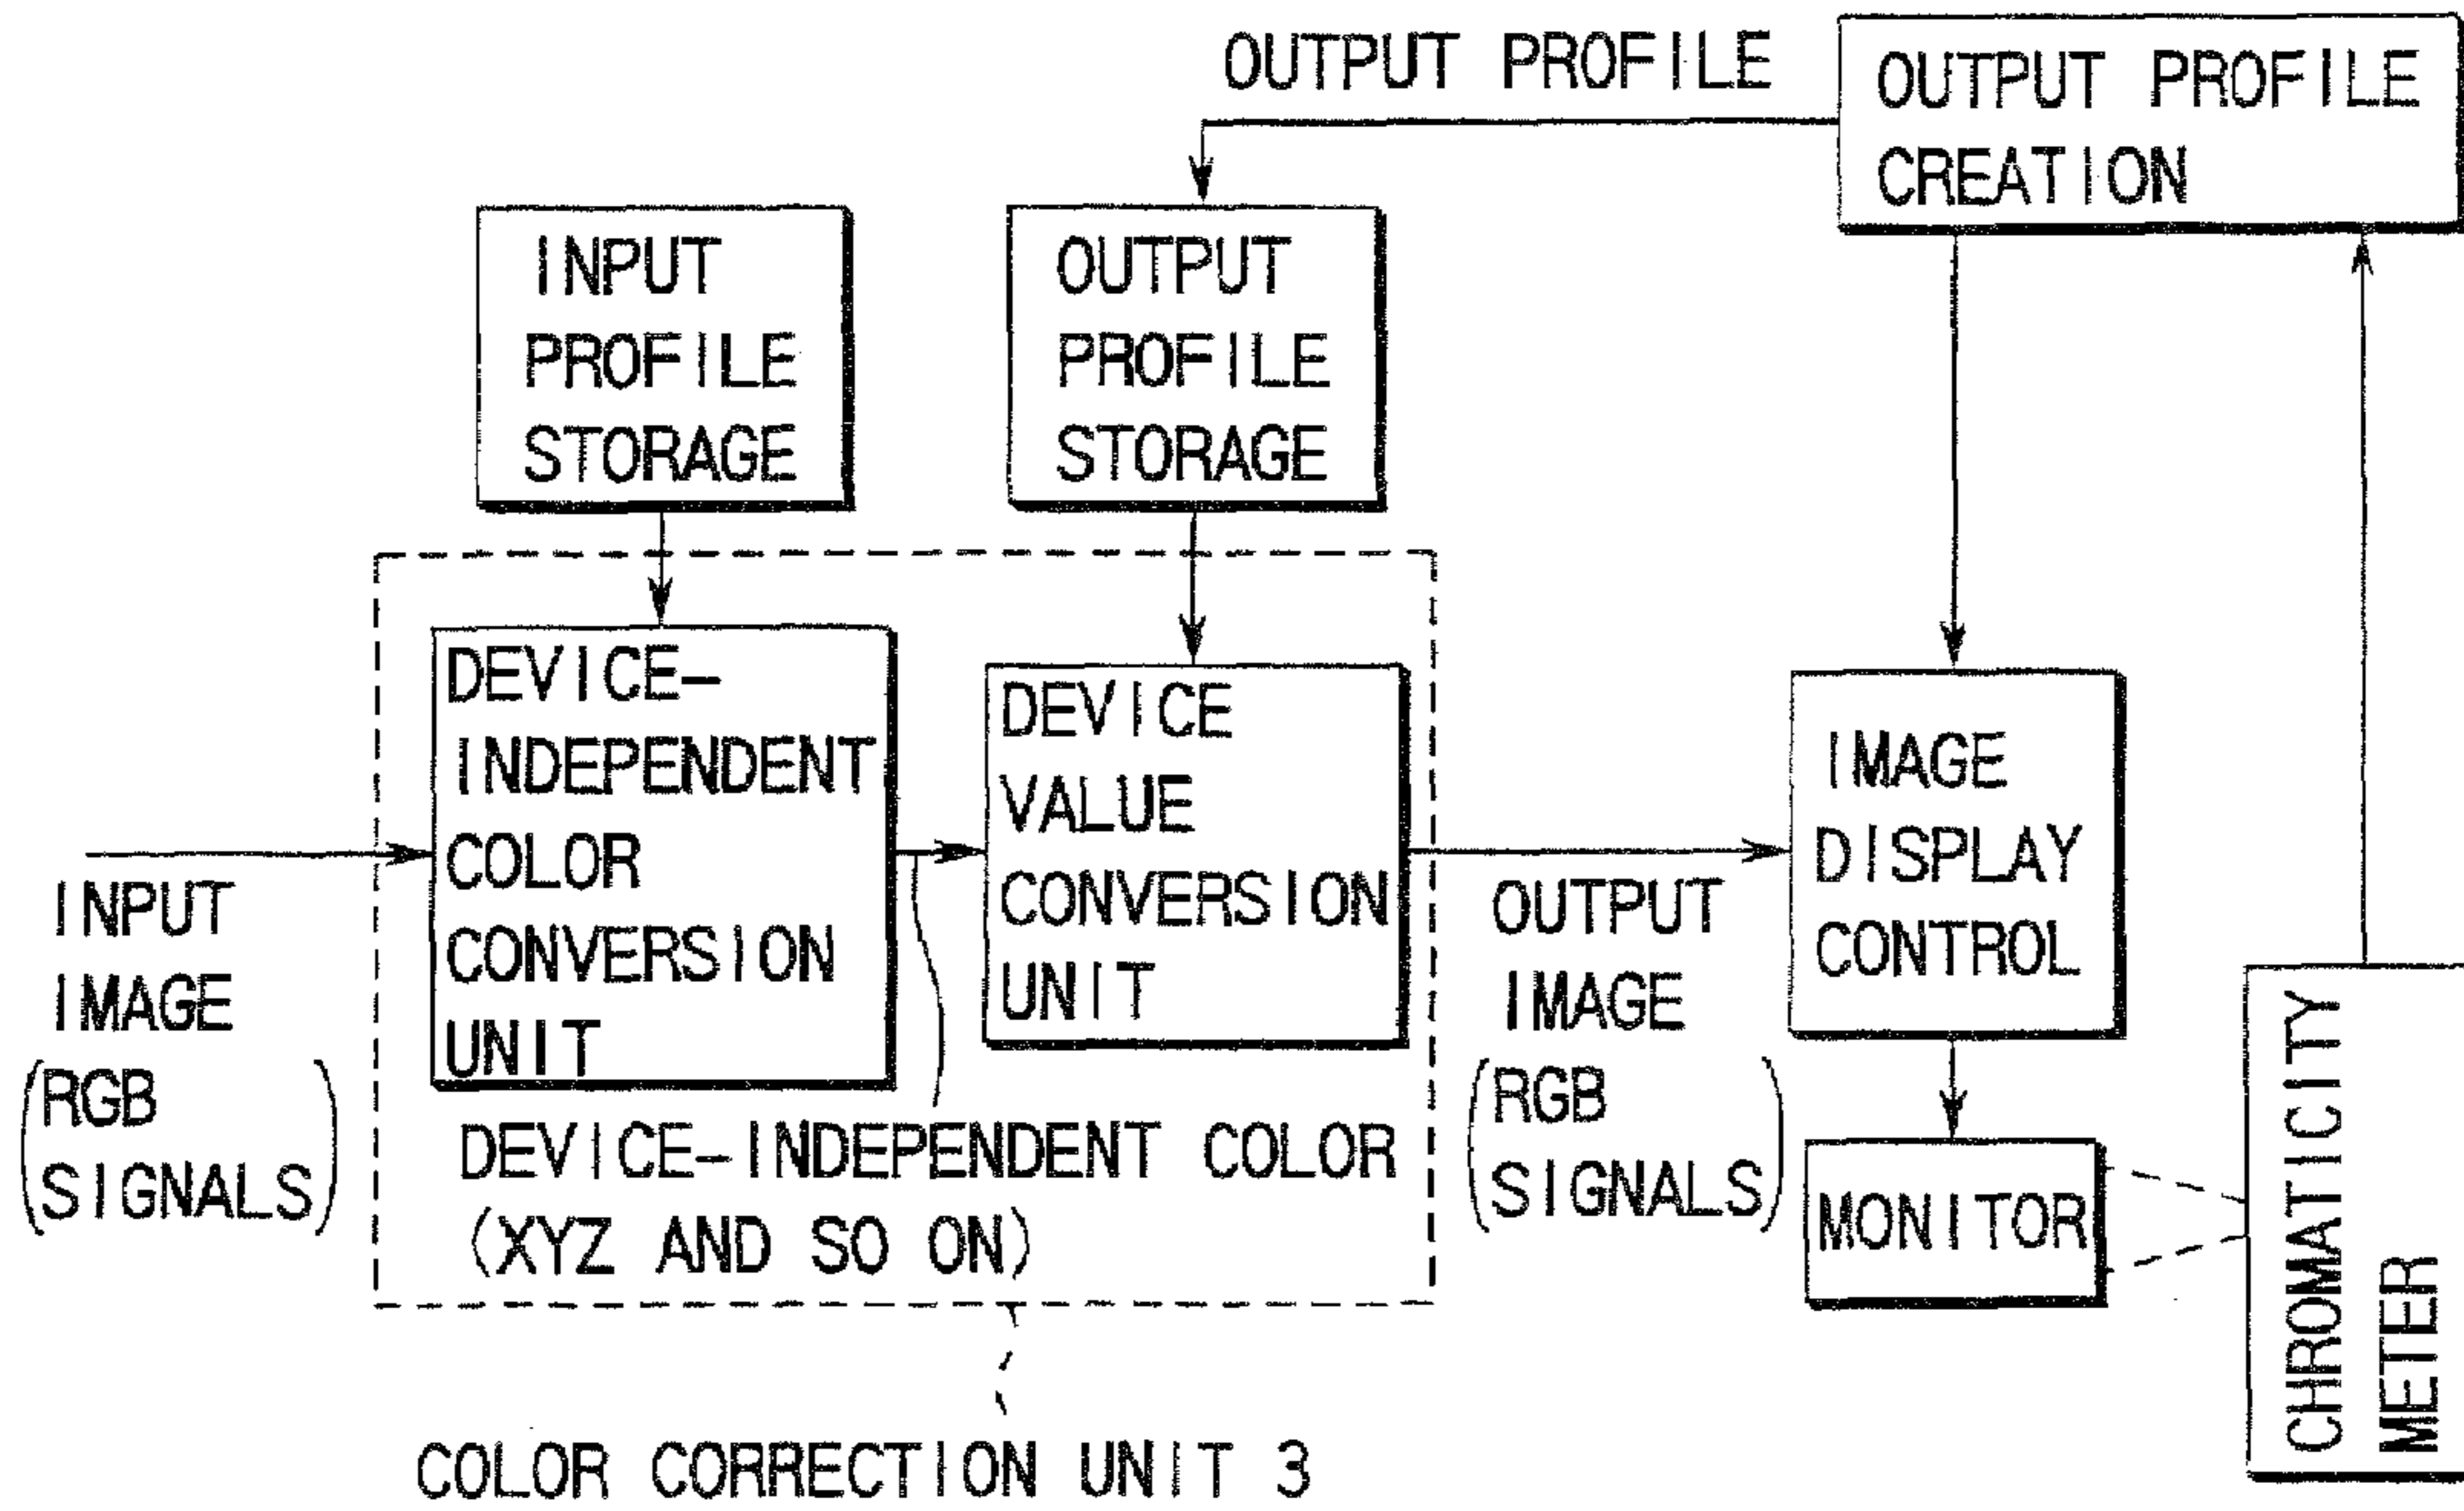 OUTPUT PROFILE
OUTPUT PROFILE
CREATION
INPUT
PROFILE
STORAGE
OUTPUT
PROFILE
STORAGE
DEVICE-
INDEPENDENT
COLOR
CONVERSION
UNIT
DEVICE
VALUE
CONVERSION
UNIT
IMAGE
DISPLAY
CONTROL
INPUT
IMAGE
(RGB
SIGNALS)
OUTPUT
IMAGE
(RGB
SIGNALS)
DEVICE-INDEPENDENT COLOR
(XYZ AND SO ON)
MONITOR
CHROMATICITY
METER
COLOR CORRECTION UNIT 3